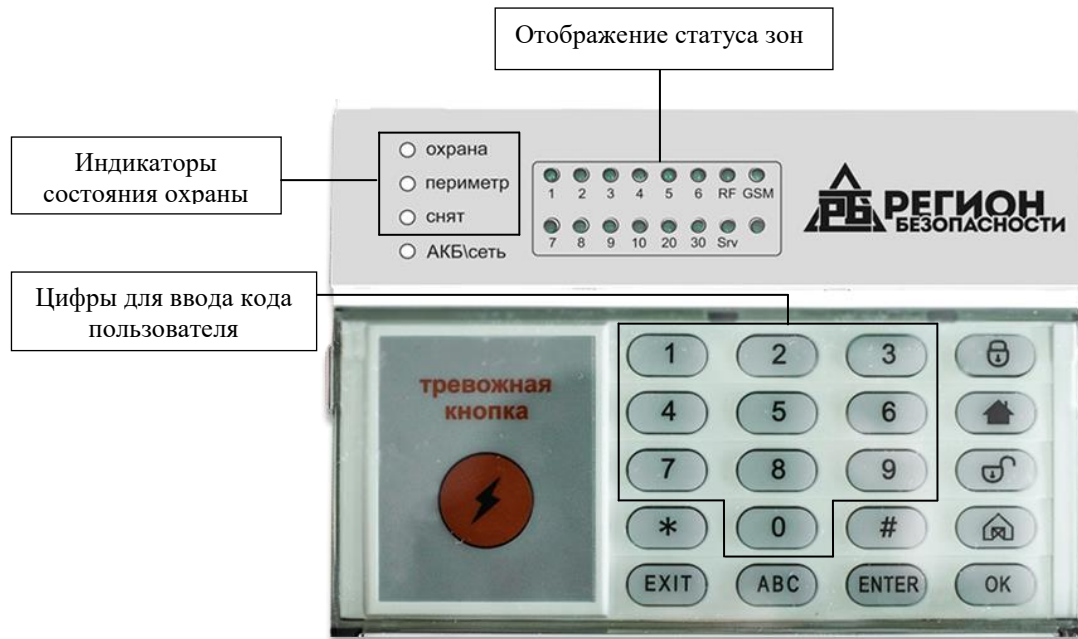 Отображение статуса зон
Индикаторы
состояния охраны
охрана
периметр
снят
АКБ\сеть
1 2 3 4 5 6 RF GSM
7 8 9 10 20 30 Srv
РБ РЕГИОН
БЕЗОПАСНОСТИ
Цифры для ввода кода
пользователя
тревожная
кнопка
1 2 3
4 5 6
7 8 9
* 0 #
EXIT ABC ENTER OK